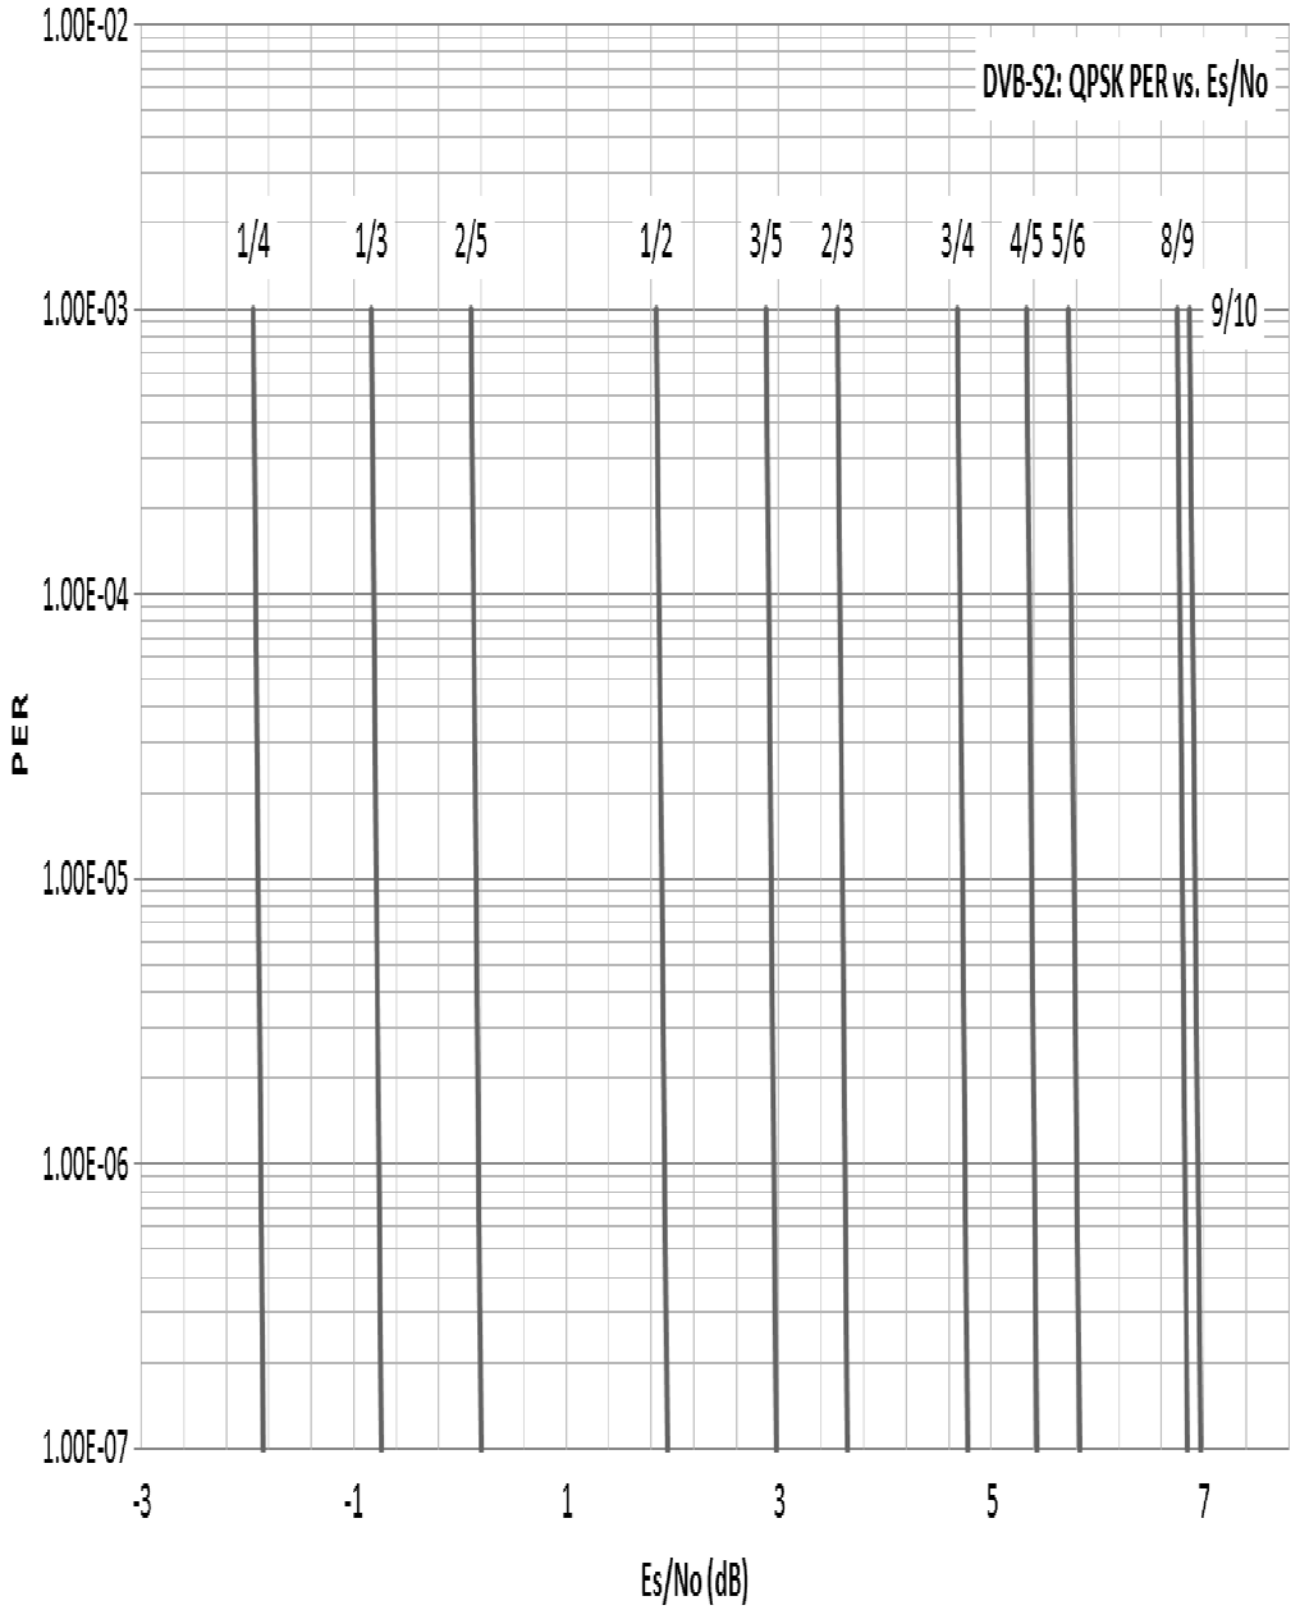 1.00E-02
DVB-S2: QPSK PER vs. Es/No
1/4 1/3 2/5 1/2 3/5 2/3 3/4 4/5 5/6 8/9
1.00E-03
9/10
1.00E-04
PER
1.00E-05
1.00E-06
1.00E-07
-3 -1 1 3 5 7
Es/No (dB)